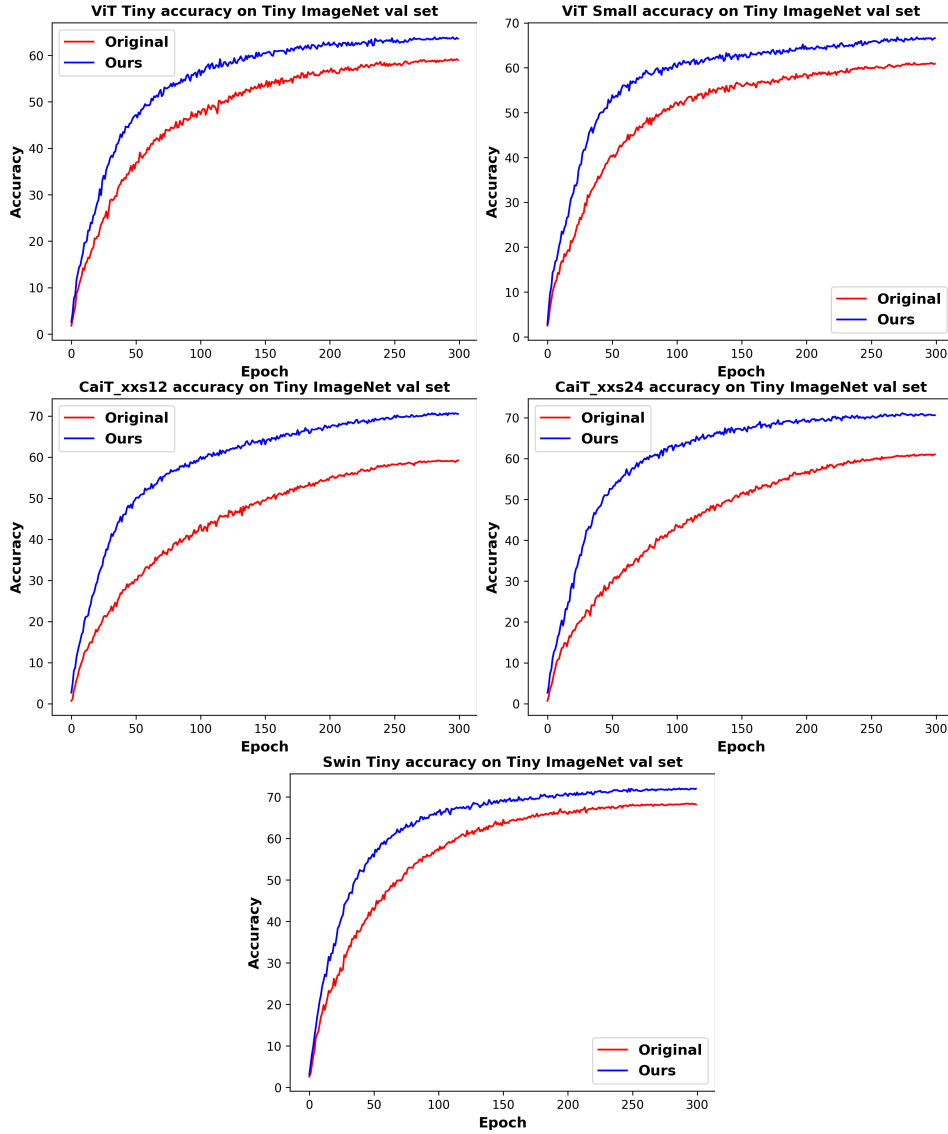 ViT Tiny accuracy on Tiny ImageNet val set
Original
Ours
Accuracy
60
50
40
30
20
10
0
0 50 100 150 200 250 300
Epoch
ViT Small accuracy on Tiny ImageNet val set
Accuracy
70
60
50
40
30
20
10
0
Original
Ours
0 50 100 150 200 250 300
Epoch
CaiT_xxs12 accuracy on Tiny ImageNet val set
Original
Ours
Accuracy
70
60
50
40
30
20
10
0
0 50 100 150 200 250 300
Epoch
CaiT_xxs24 accuracy on Tiny ImageNet val set
Original
Ours
Accuracy
70
60
50
40
30
20
10
0
0 50 100 150 200 250 300
Epoch
Swin Tiny accuracy on Tiny ImageNet val set
Accuracy
70
60
50
40
30
20
10
0
Original
Ours
0 50 100 150 200 250 300
Epoch